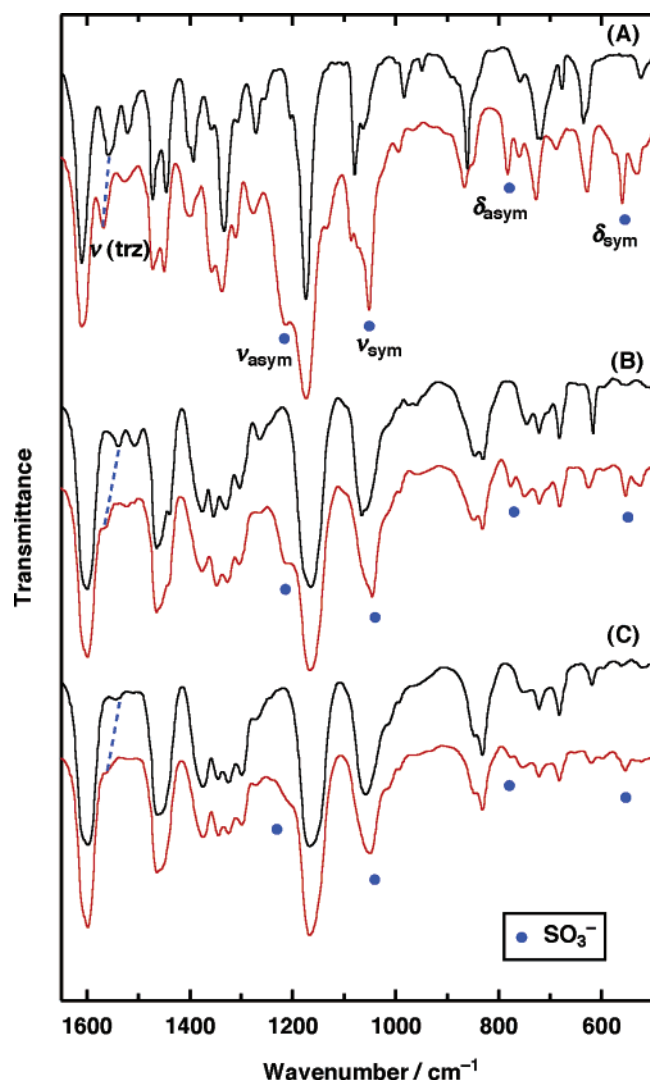 (A)
ν (trz)
δasym
δsym
νasym
νsym
(B)
Transmittance
(C)
SO₃⁻
1600 1400 1200 1000 800 600
Wavenumber / cm⁻¹